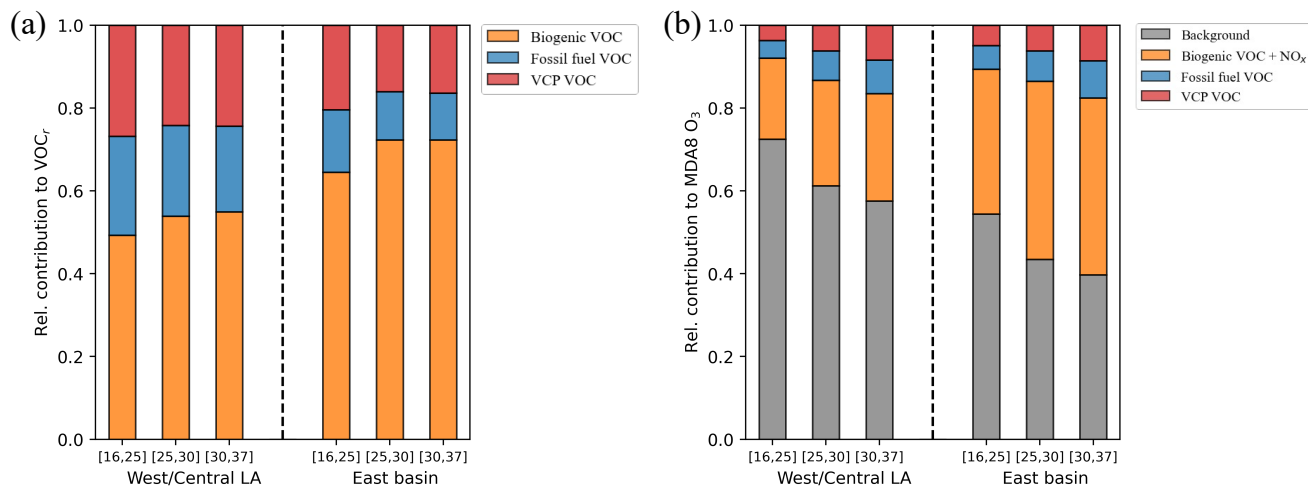 (a)
Rel. contribution to VOCᵣ
1.0
0.8
0.6
0.4
0.2
0.0
[16,25] [25,30] [30,37] [16,25] [25,30] [30,37]
West/Central LA East basin
Biogenic VOC
Fossil fuel VOC
VCP VOC
(b)
Rel. contribution to MDA8 O₃
1.0
0.8
0.6
0.4
0.2
0.0
[16,25] [25,30] [30,37] [16,25] [25,30] [30,37]
West/Central LA East basin
Background
Biogenic VOC + NOₓ
Fossil fuel VOC
VCP VOC